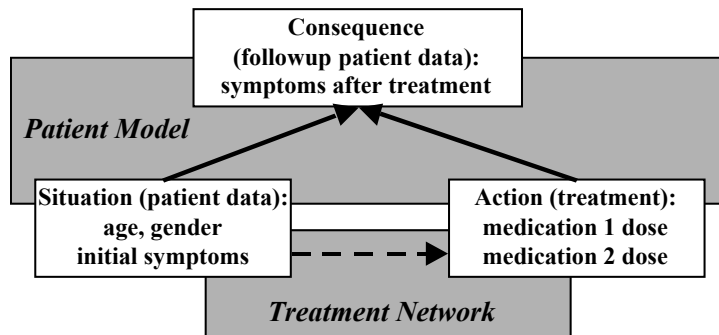 Consequence
(followup patient data):
symptoms after treatment
Patient Model
Situation (patient data):
age, gender
initial symptoms
Action (treatment):
medication 1 dose
medication 2 dose
Treatment Network